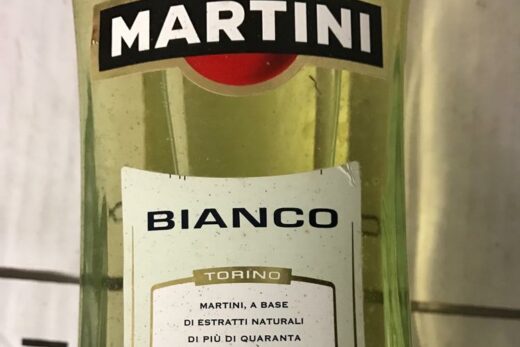 MARTINI
BIANCO
TORINO
MARTINI, A BASE
DI ESTRATTI NATURALI
DI PIÙ DI QUARANTA